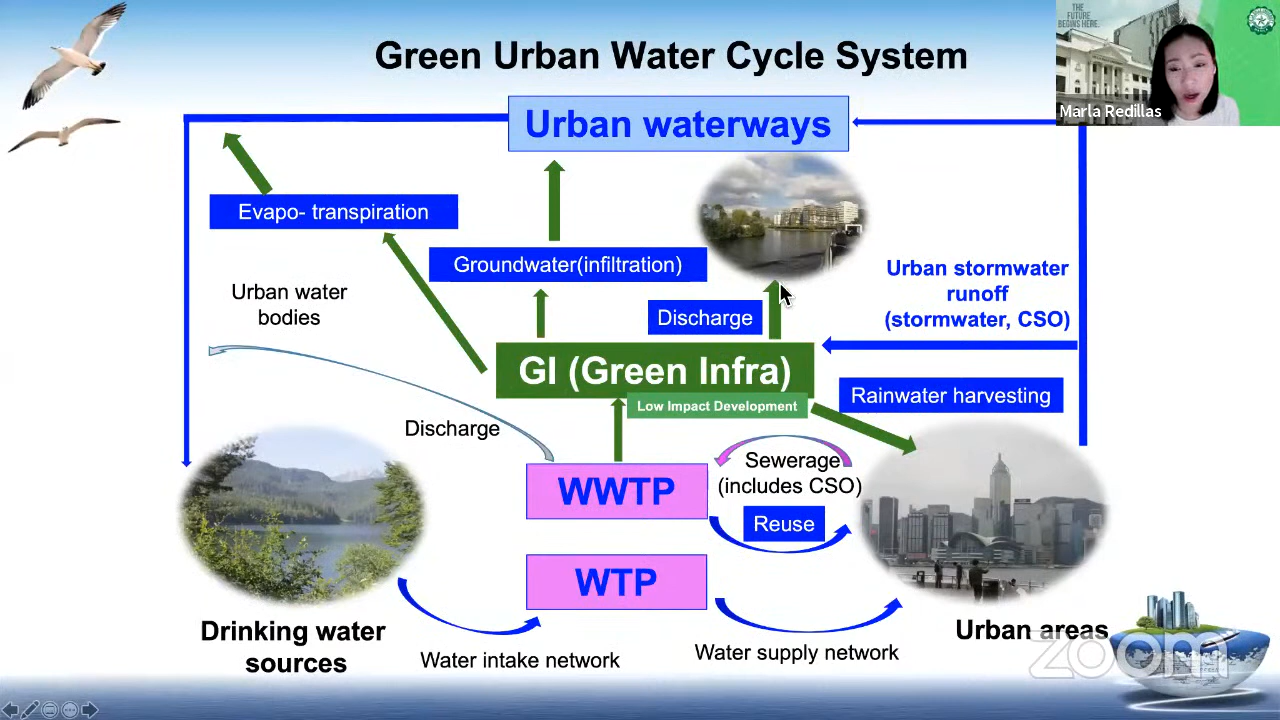 Green Urban Water Cycle System
THE
FUTURE
BEGINS HERE.
Marla Redillas
Urban waterways
Evapo- transpiration
Groundwater(infiltration)
Urban water
bodies
Discharge
Urban stormwater
runoff
(stormwater, CSO)
GI (Green Infra)
Low Impact Development
Rainwater harvesting
Discharge
WWTP
Sewerage
(includes CSO)
Reuse
WTP
Drinking water
sources
Water intake network
Water supply network
Urban areas
zoom